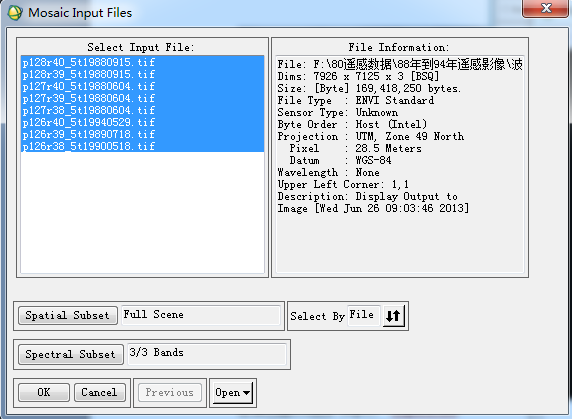 Mosaic Input Files
Select Input File:
p128r40_5t19880915.tif
p128r39_5t19880915.tif
p127r40_5t19880604.tif
p127r39_5t19880604.tif
p127r38_5t19880604.tif
p126r40_5t19940529.tif
p126r39_5t19890718.tif
p126r38_5t19900518.tif
File Information:
File: F:\80遥感数据\88年到94年遥感影像\波
Dims: 7926 x 7125 x 3 [BSQ]
Size: [Byte] 169,418,250 bytes.
File Type : ENVI Standard
Sensor Type: Unknown
Byte Order : Host (Intel)
Projection : UTM, Zone 49 North
Pixel : 28.5 Meters
Datum : WGS-84
Wavelength : None
Upper Left Corner: 1,1
Description: Display Output to
Image [Wed Jun 26 09:03:46 2013]
Spatial Subset Full Scene
Select By File
Spectral Subset 3/3 Bands
OK Cancel Previous Open